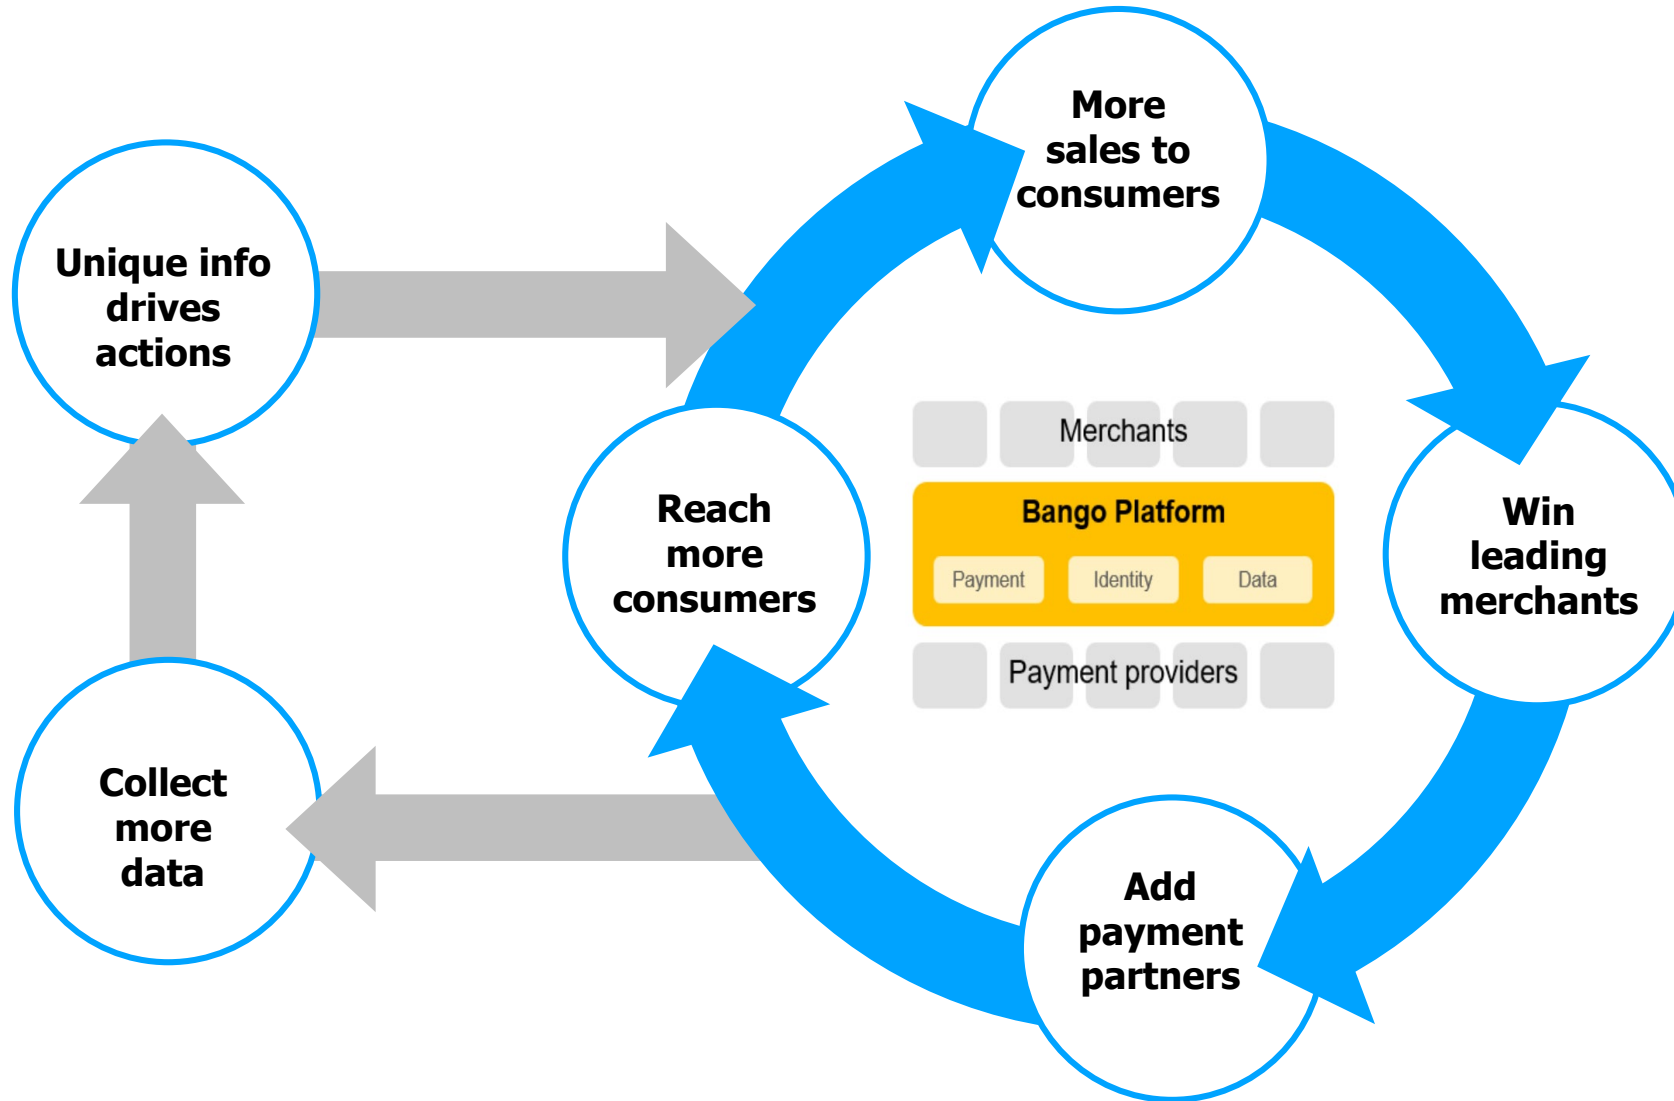 More
sales to
consumers
Unique info
drives
actions
Merchants
Bango Platform
Payment
Identity
Data
Payment providers
Reach
more
consumers
Win
leading
merchants
Collect
more
data
Add
payment
partners